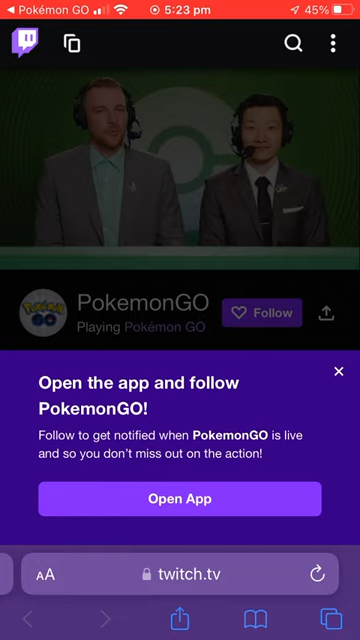 Pokémon GO
5:23 pm
45%
PokemonGO
Playing Pokémon GO
Follow
POKÉMON
GO
Open the app and follow
PokemonGO!
Follow to get notified when PokemonGO is live
and so you don't miss out on the action!
Open App
AA
twitch.tv